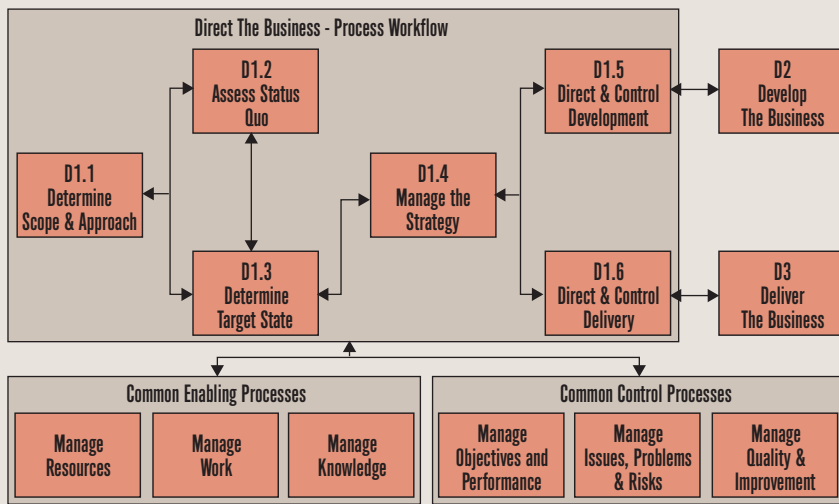 Direct The Business - Process Workflow
D1.2
Assess Status
Quo
D1.5
Direct & Control
Development
D2
Develop
The Business
D1.1
Determine
Scope & Approach
D1.4
Manage the
Strategy
D1.3
Determine
Target State
D1.6
Direct & Control
Delivery
D3
Deliver
The Business
Common Enabling Processes
Manage
Resources
Manage
Work
Manage
Knowledge
Common Control Processes
Manage
Objectives and
Performance
Manage
Issues, Problems
& Risks
Manage
Quality &
Improvement